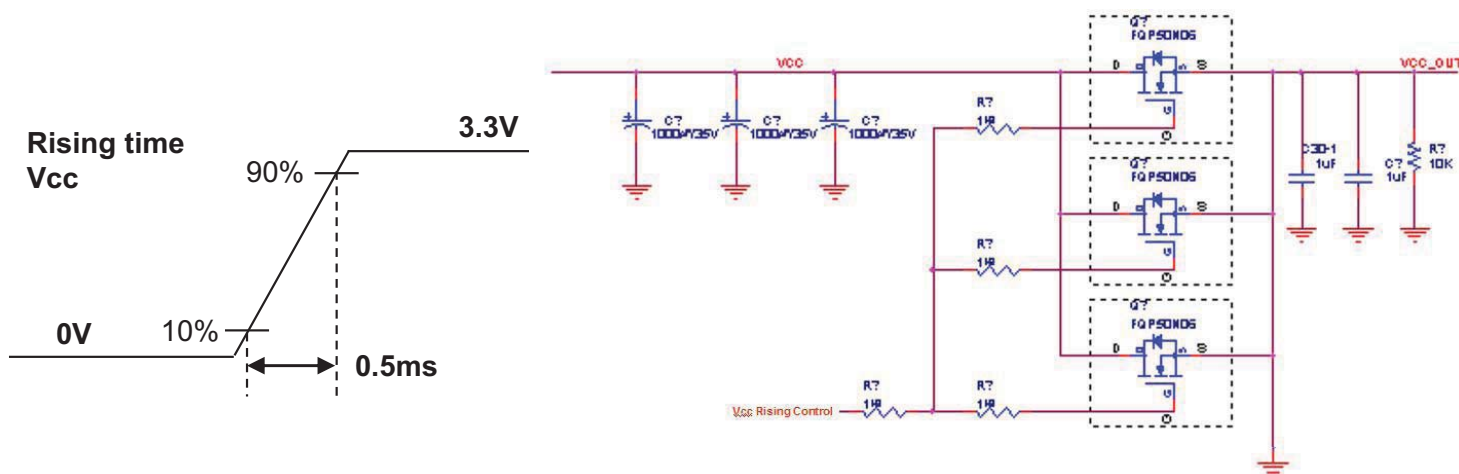 Rising time
Vcc
3.3V
90%
10%
0V
0.5ms
VCC
VCC_OUT
Q?
FQP50N06
D
S
G
R?
1K
C?
1000uF/35V
C?
1000uF/35V
C?
1000uF/35V
C30-1
1uF
C?
1uF
R?
10K
Q?
FQP50N06
D
S
G
R?
1K
Q?
FQP50N06
D
S
G
R?
1K
R?
1K
Vcc Rising Control